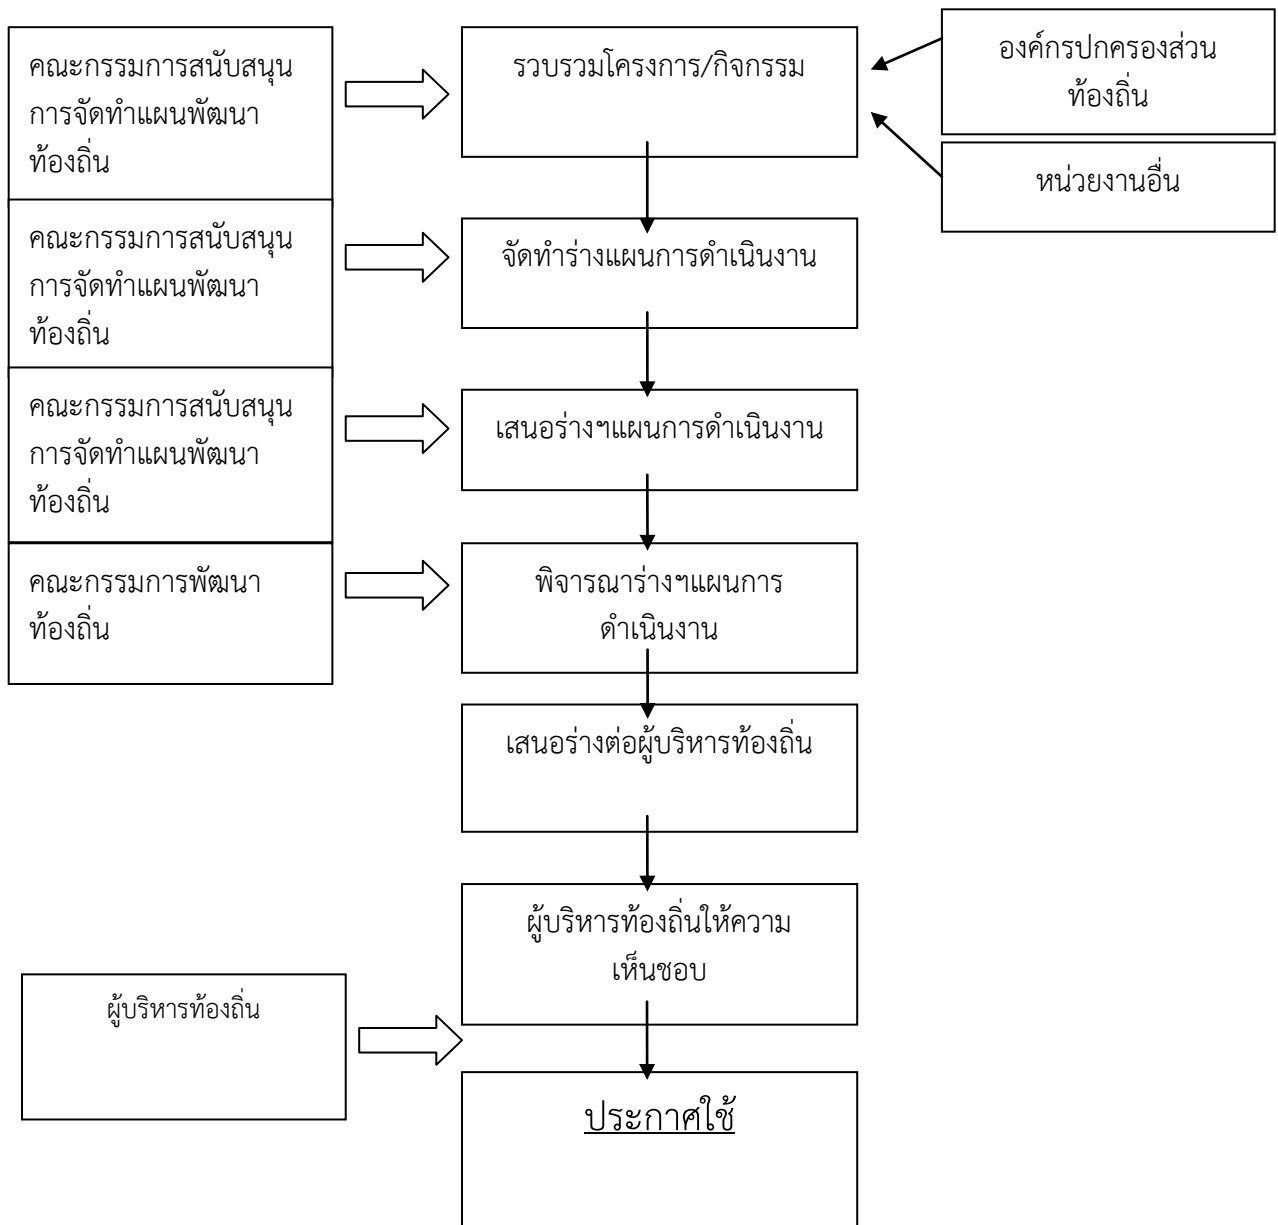 คณะกรรมการสนับสนุน
การจัดทำแผนพัฒนา
ท้องถิ่น
รวบรวมโครงการ/กิจกรรม
องค์กรปกครองส่วน
ท้องถิ่น
หน่วยงานอื่น
คณะกรรมการสนับสนุน
การจัดทำแผนพัฒนา
ท้องถิ่น
จัดทำร่างแผนการดำเนินงาน
คณะกรรมการสนับสนุน
การจัดทำแผนพัฒนา
ท้องถิ่น
เสนอร่างฯแผนการดำเนินงาน
คณะกรรมการพัฒนา
ท้องถิ่น
พิจารณาร่างฯแผนการ
ดำเนินงาน
เสนอร่างต่อผู้บริหารท้องถิ่น
ผู้บริหารท้องถิ่นให้ความ
เห็นชอบ
ผู้บริหารท้องถิ่น
ประกาศใช้